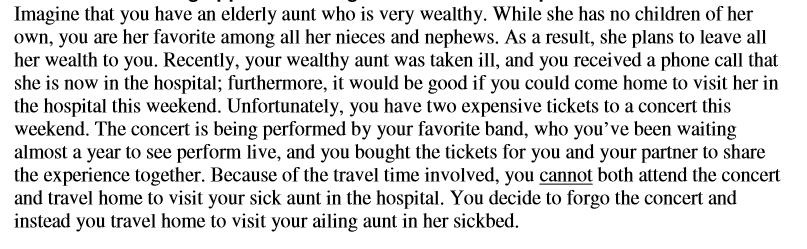 Imagine that you have an elderly aunt who is very wealthy. While she has no children of her
own, you are her favorite among all her nieces and nephews. As a result, she plans to leave all
her wealth to you. Recently, your wealthy aunt was taken ill, and you received a phone call that
she is now in the hospital; furthermore, it would be good if you could come home to visit her in
the hospital this weekend. Unfortunately, you have two expensive tickets to a concert this
weekend. The concert is being performed by your favorite band, who you've been waiting
almost a year to see perform live, and you bought the tickets for you and your partner to share
the experience together. Because of the travel time involved, you cannot both attend the concert
and travel home to visit your sick aunt in the hospital. You decide to forgo the concert and
instead you travel home to visit your ailing aunt in her sickbed.